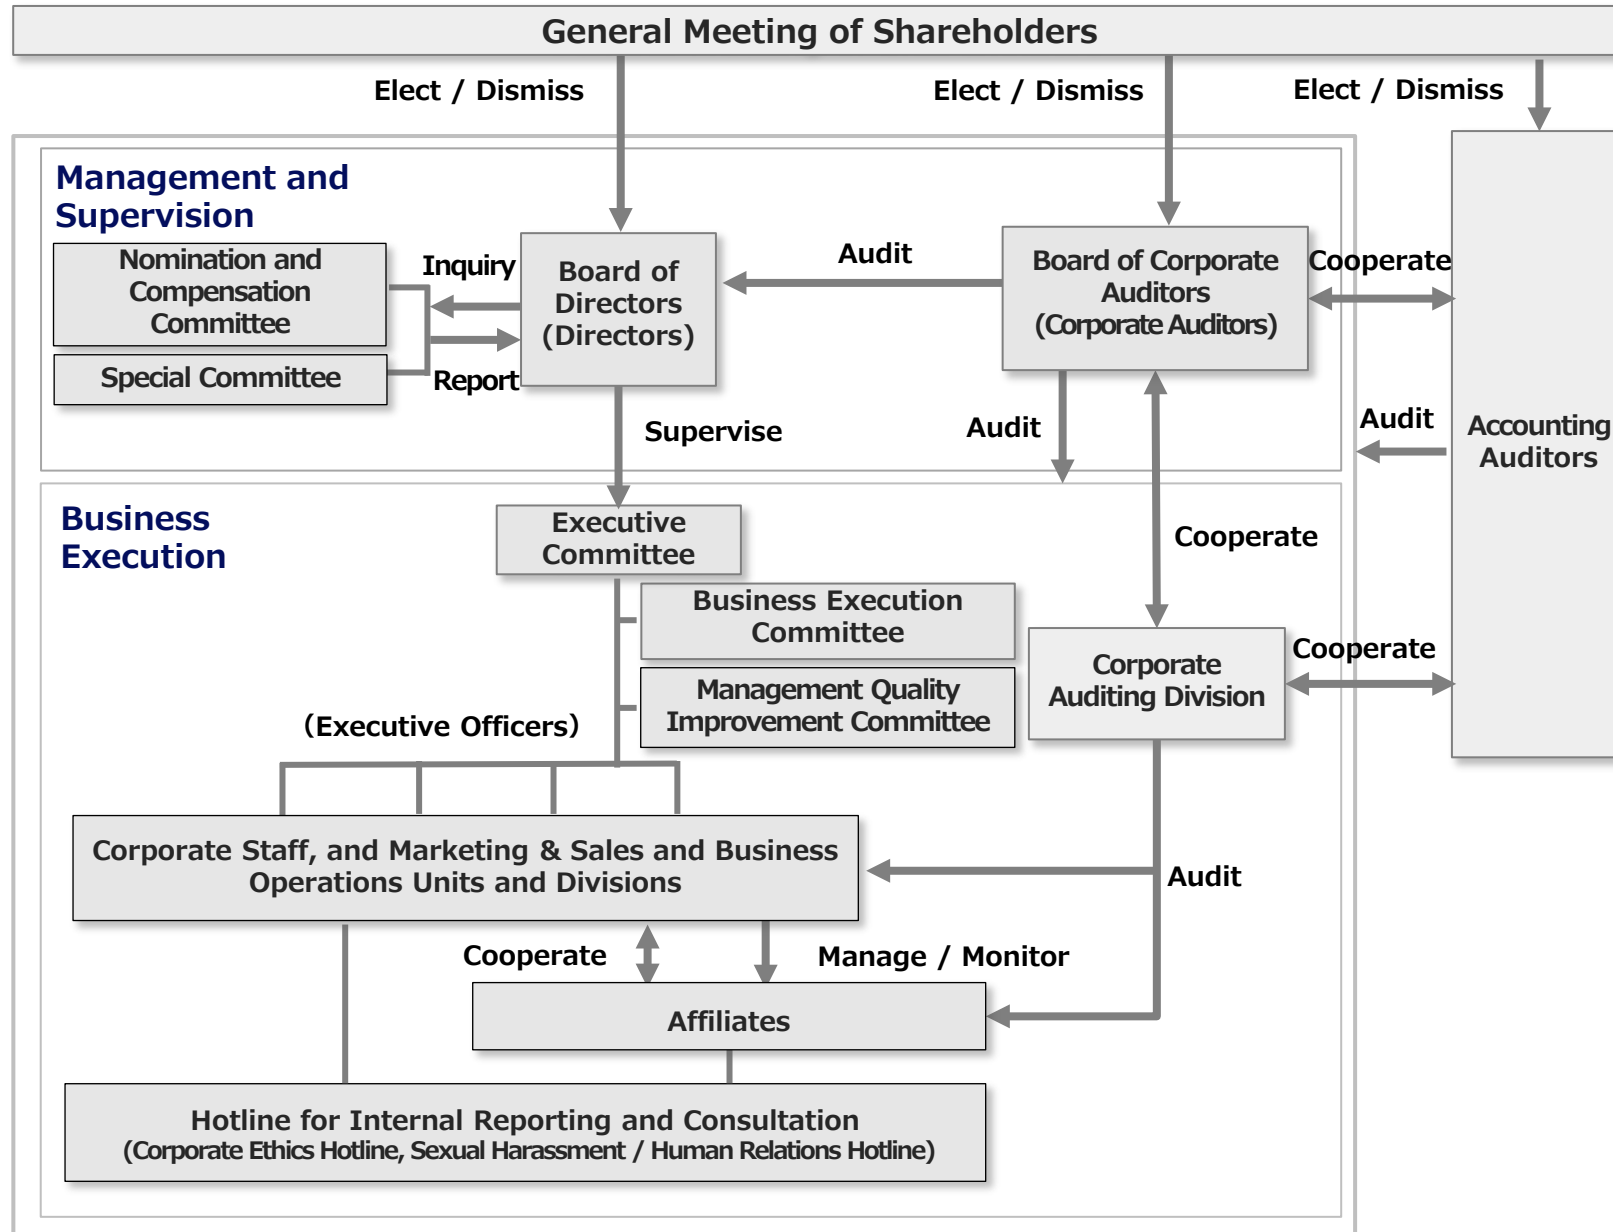 General Meeting of Shareholders
Elect / Dismiss
Elect / Dismiss
Elect / Dismiss
Management and
Supervision
Nomination and
Compensation
Committee
Special Committee
Inquiry
Report
Board of
Directors
(Directors)
Audit
Board of Corporate
Auditors
(Corporate Auditors)
Cooperate
Supervise
Audit
Audit
Accounting
Auditors
Business
Execution
Executive
Committee
Cooperate
Business Execution
Committee
Management Quality
Improvement Committee
Corporate
Auditing Division
Cooperate
(Executive Officers)
Corporate Staff, and Marketing & Sales and Business
Operations Units and Divisions
Audit
Cooperate
Manage / Monitor
Affiliates
Hotline for Internal Reporting and Consultation
(Corporate Ethics Hotline, Sexual Harassment / Human Relations Hotline)